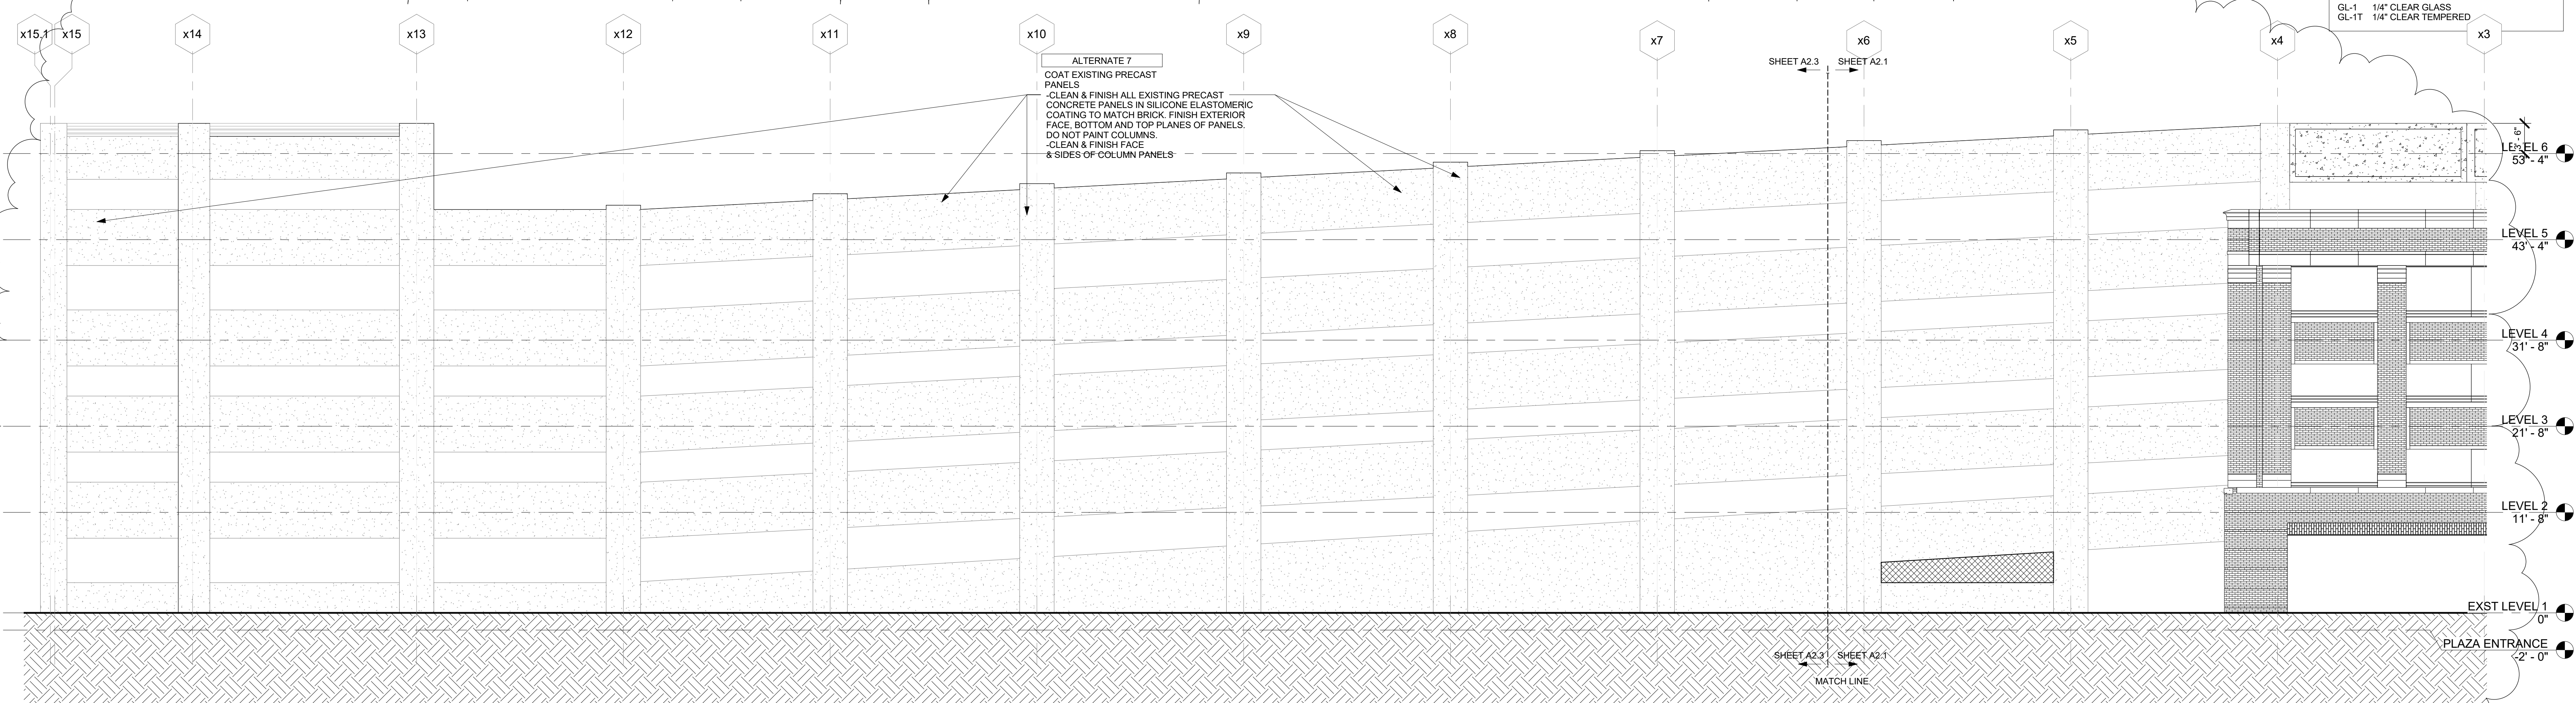 GL-1 1/4" CLEAR GLASS
GL-1T 1/4" CLEAR TEMPERED
x15.1 x15 x14 x13 x12 x11 x10 x9 x8 x7 x6 x5 x4 x3
ALTERNATE 7
COAT EXISTING PRECAST
PANELS
-CLEAN & FINISH ALL EXISTING PRECAST
CONCRETE PANELS IN SILICONE ELASTOMERIC
COATING TO MATCH BRICK. FINISH EXTERIOR
FACE, BOTTOM AND TOP PLANES OF PANELS.
DO NOT PAINT COLUMNS.
-CLEAN & FINISH FACE
& SIDES OF COLUMN PANELS
SHEET A2.3 SHEET A2.1
3' - 6"
LEVEL 6
53' - 4"
LEVEL 5
43' - 4"
LEVEL 4
31' - 8"
LEVEL 3
21' - 8"
LEVEL 2
11' - 8"
EXST LEVEL 1
0"
PLAZA ENTRANCE
-2' - 0"
SHEET A2.3 SHEET A2.1
MATCH LINE